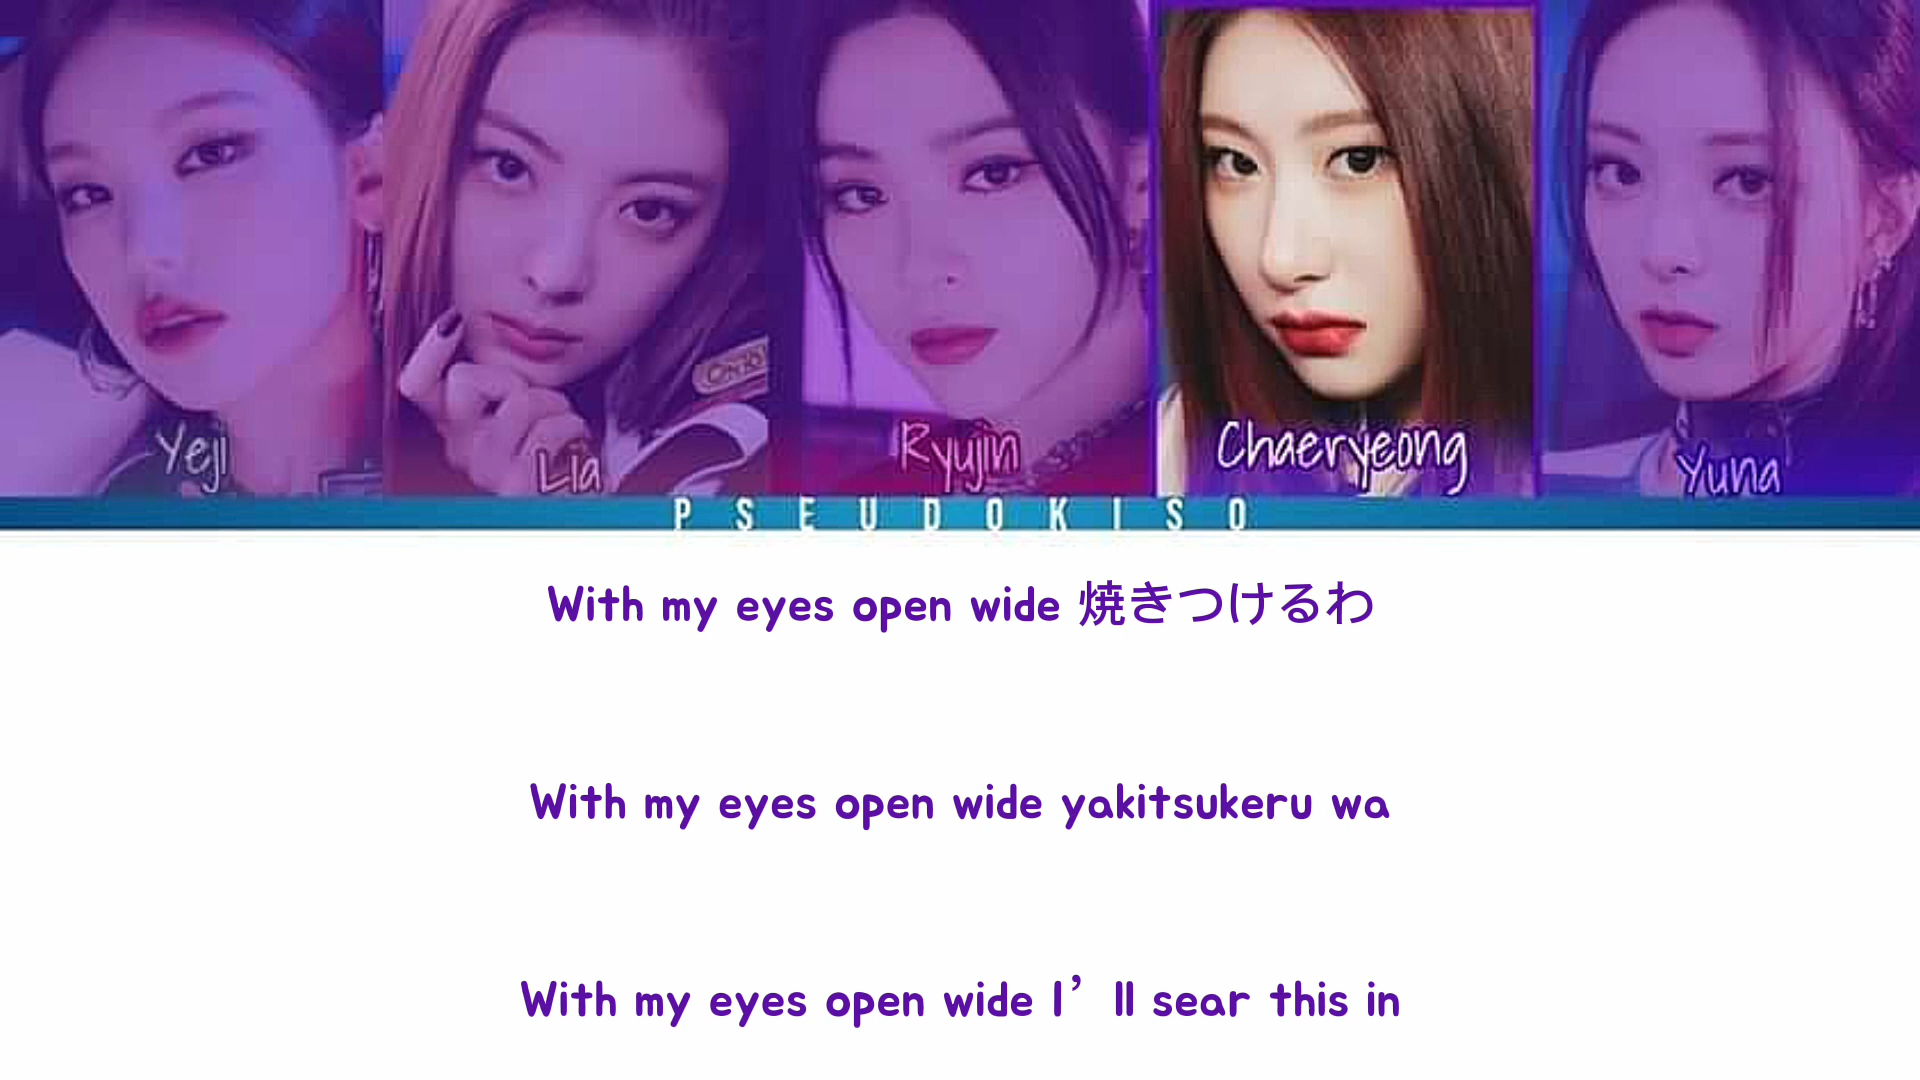 Yeji
Lia
Ryujin
Chaeryeong
Yuna
PSEUDOKISO
With my eyes open wide 焼きつけるわ
With my eyes open wide yakitsukeru wa
With my eyes open wide I’ll sear this in